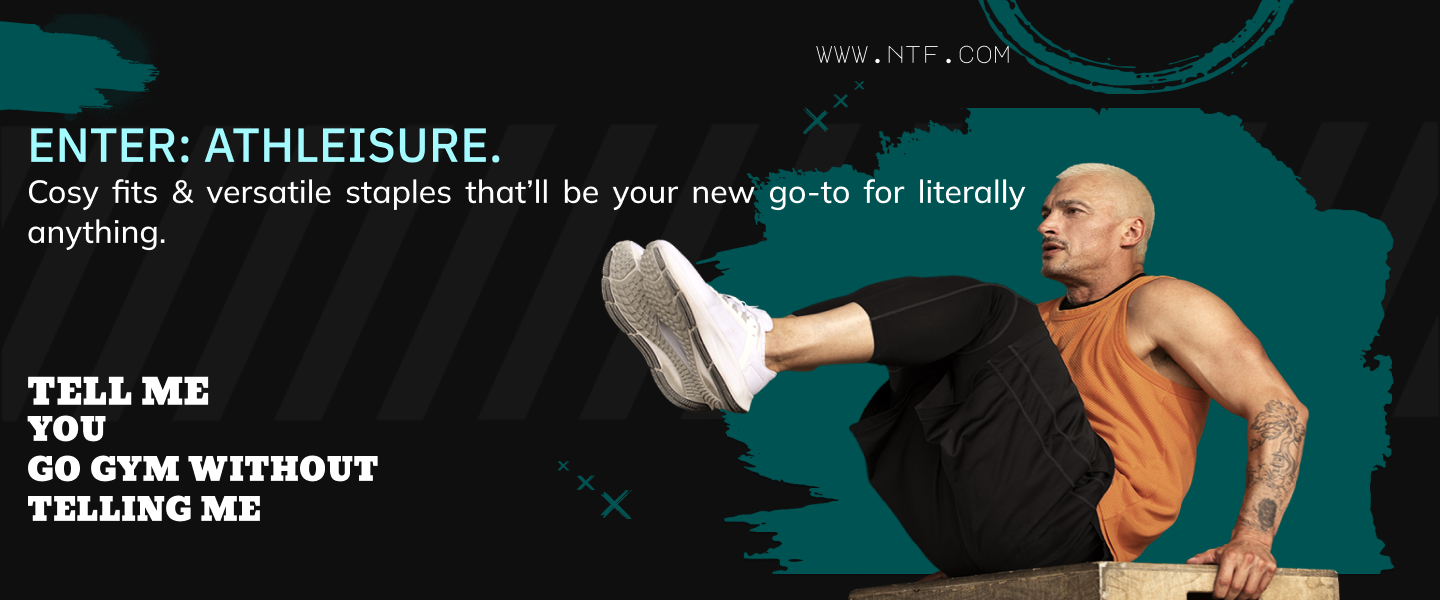 WWW.NTF.COM
ENTER: ATHLEISURE.
Cosy fits & versatile staples that’ll be your new go-to for literally
anything.
TELL ME
YOU
GO GYM WITHOUT
TELLING ME